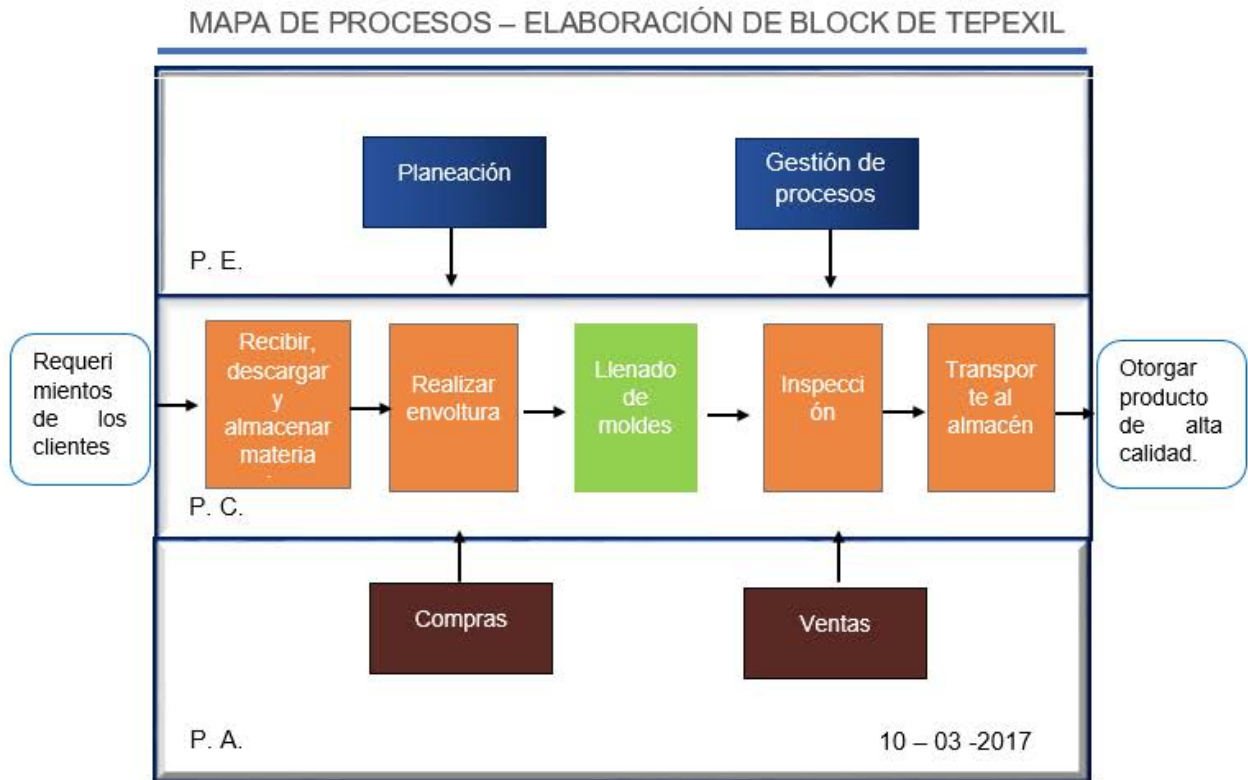 MAPA DE PROCESOS – ELABORACIÓN DE BLOCK DE TEPEXIL
Planeación
Gestión de
procesos
P. E.
Requeri
mientos
de los
clientes
Recibir,
descargar
y
almacenar
materia
Realizar
envoltura
Llenado
de
moldes
Inspecci
ón
Transpor
te al
almacén
Otorgar
producto
de alta
calidad.
P. C.
Compras
Ventas
P. A.
10 – 03 -2017